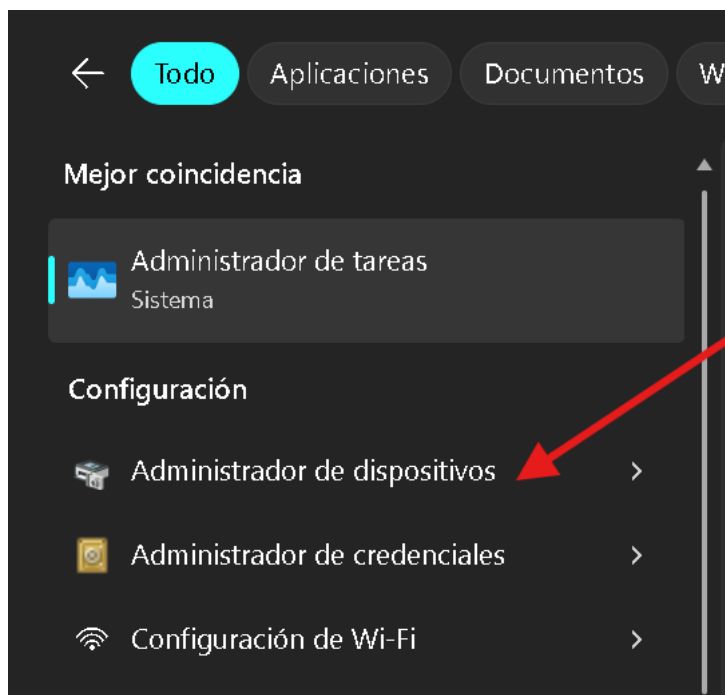 Todo Aplicaciones Documentos W
Mejor coincidencia
Administrador de tareas
Sistema
Configuración
Administrador de dispositivos
Administrador de credenciales
Configuración de Wi-Fi